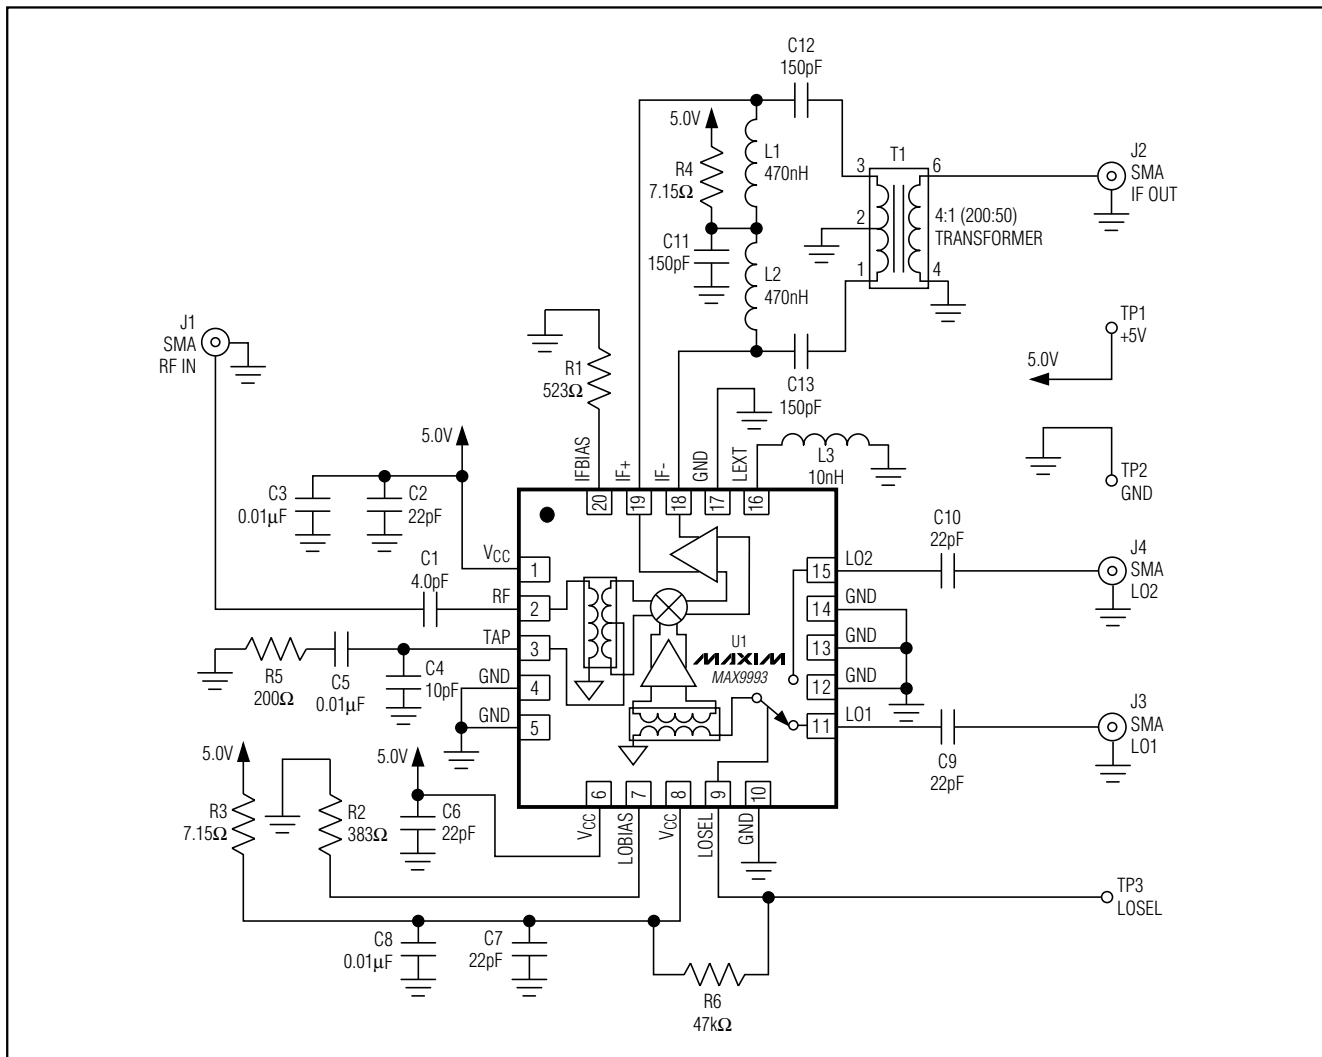 C12
150pF
5.0V
R4
7.15Ω
L1
470nH
T1
3
6
2
1
4
4:1 (200:50)
TRANSFORMER
J2
SMA
IF OUT
C11
150pF
L2
470nH
C13
150pF
J1
SMA
RF IN
R1
523Ω
TP1
+5V
5.0V
TP2
GND
5.0V
C3
0.01µF
C2
22pF
IFBIAS
IF+
IF-
GND
LEXT
L3
10nH
20
19
18
17
16
C1
4.0pF
VCC
1
RF
2
TAP
3
GND
4
GND
5
R5
200Ω
C5
0.01µF
C4
10pF
U1
MAXIM
MAX9993
15
LO2
14
GND
13
GND
12
GND
11
LO1
C10
22pF
J4
SMA
LO2
C9
22pF
J3
SMA
LO1
5.0V
R3
7.15Ω
R2
383Ω
5.0V
C6
22pF
6
7
8
9
10
VCC
LOBIAS
VCC
LOSEL
GND
C8
0.01µF
C7
22pF
R6
47kΩ
TP3
LOSEL